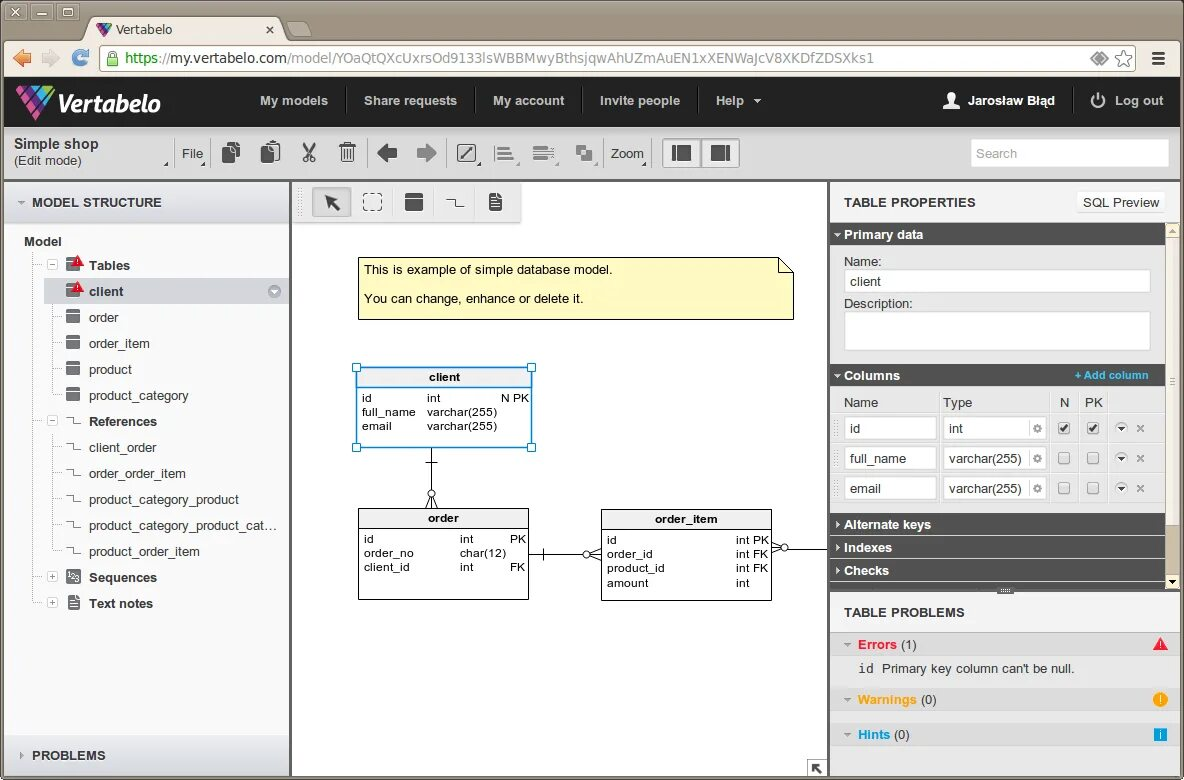 Vertabelo
https://my.vertabelo.com/model/YOaQtQXcUxrsOd9133lsWBBMwyBthsjqwAhUZmAuEN1xXENWaJcV8XKDfZDSXks1
Vertabelo My models Share requests My account Invite people Help Jarosław Błąd Log out
Simple shop
(Edit mode)
File Zoom Search
MODEL STRUCTURE
Model
Tables
client
order
order_item
product
product_category
References
client_order
order_order_item
product_category_product
product_category_product_cat...
product_order_item
123 Sequences
Text notes
PROBLEMS
This is example of simple database model.
You can change, enhance or delete it.
client
id int N PK
full_name varchar(255)
email varchar(255)
order
id int PK
order_no char(12)
client_id int FK
order_item
id int PK
order_id int FK
product_id int FK
amount int
TABLE PROPERTIES SQL Preview
Primary data
Name:
client
Description:
Columns + Add column
Name Type N PK
id int
full_name varchar(255)
email varchar(255)
Alternate keys
Indexes
Checks
TABLE PROBLEMS
Errors (1)
id Primary key column can't be null.
Warnings (0)
Hints (0)